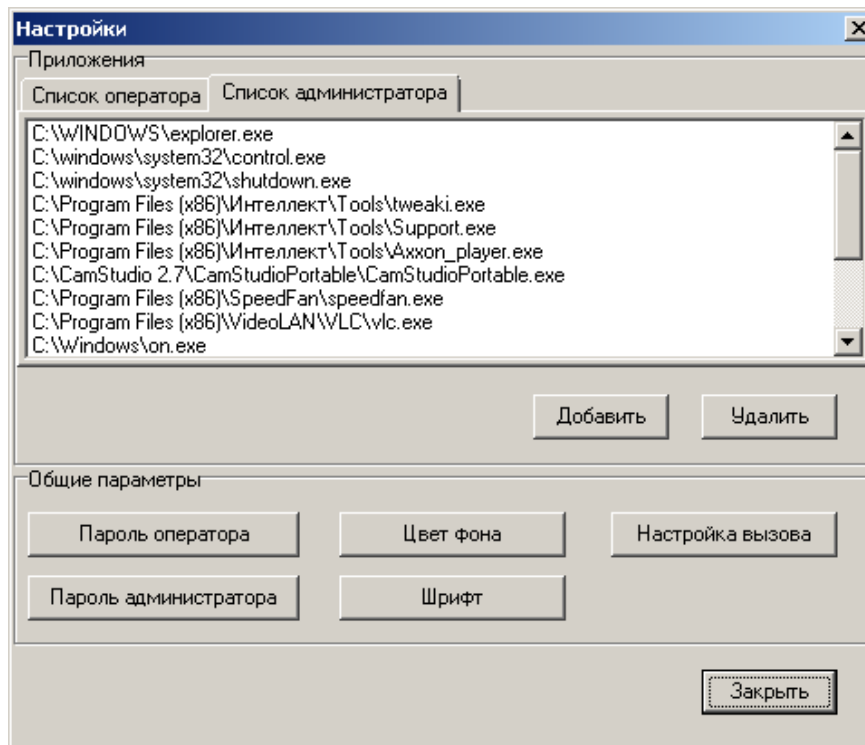 Настройки
Приложения
Список оператора Список администратора
C:\WINDOWS\explorer.exe
C:\windows\system32\control.exe
C:\windows\system32\shutdown.exe
C:\Program Files (x86)\Интеллект\Tools\tweaki.exe
C:\Program Files (x86)\Интеллект\Tools\Support.exe
C:\Program Files (x86)\Интеллект\Tools\Axxon_player.exe
C:\CamStudio 2.7\CamStudioPortable\CamStudioPortable.exe
C:\Program Files (x86)\SpeedFan\speedfan.exe
C:\Program Files (x86)\VideoLAN\VLC\vlc.exe
C:\Windows\on.exe
Добавить Удалить
Общие параметры
Пароль оператора Цвет фона Настройка вызова
Пароль администратора Шрифт
Закрыть